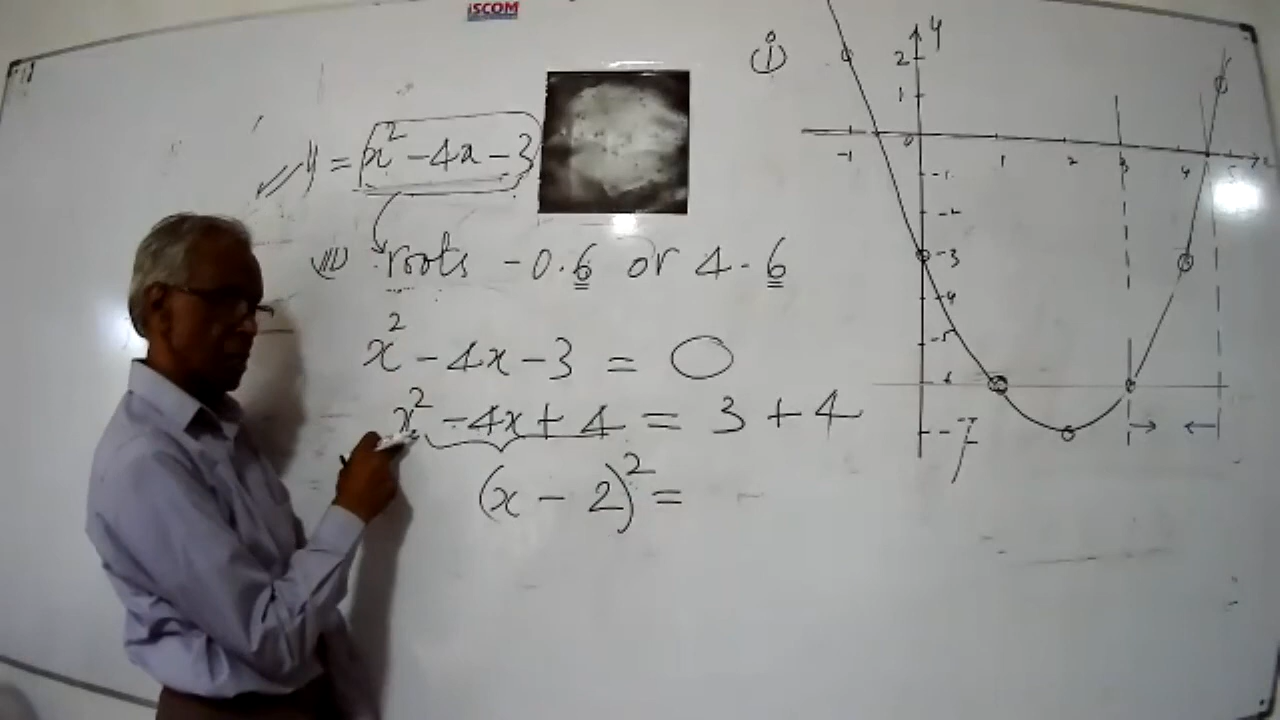 iSCOM
y = x² - 4x - 3
iii) roots -0.6 or 4.6
x² - 4x - 3 = 0
x² - 4x + 4 = 3 + 4
(x - 2)² =
i
y
2
1
-1 0 1 2 3 4 5 x
-1
-2
-3
-4
-5
-6
-7